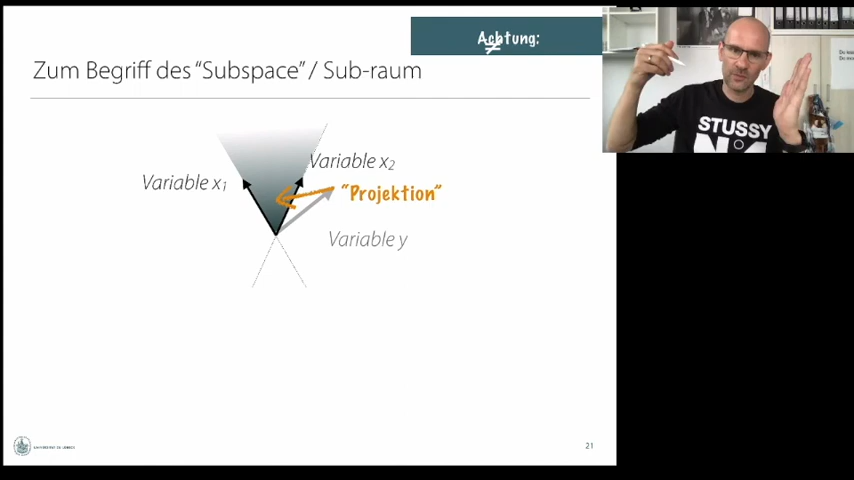 Achtung:
Zum Begriff des “Subspace” / Sub-raum
Variable x₂
Variable x₁
“Projektion”
Variable y
21
STUSSY